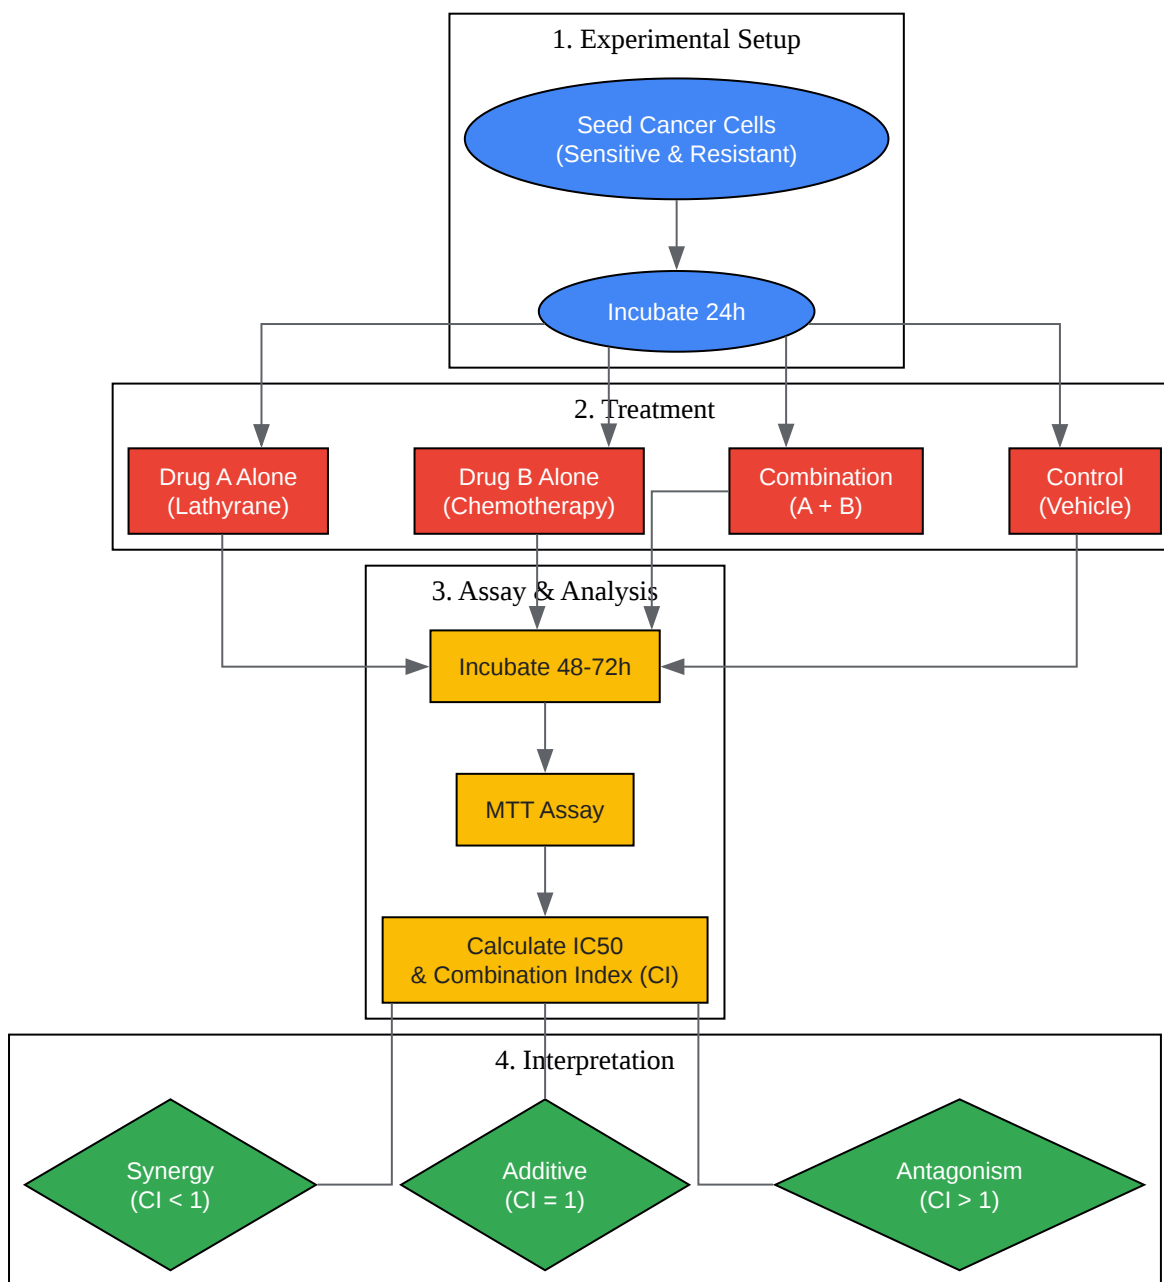 1. Experimental Setup
Seed Cancer Cells
(Sensitive & Resistant)
Incubate 24h
2. Treatment
Drug A Alone
(Lathyrane)
Drug B Alone
(Chemotherapy)
Combination
(A + B)
Control
(Vehicle)
3. Assay & Analysis
Incubate 48-72h
MTT Assay
Calculate IC50
& Combination Index (CI)
4. Interpretation
Synergy
(CI < 1)
Additive
(CI = 1)
Antagonism
(CI > 1)